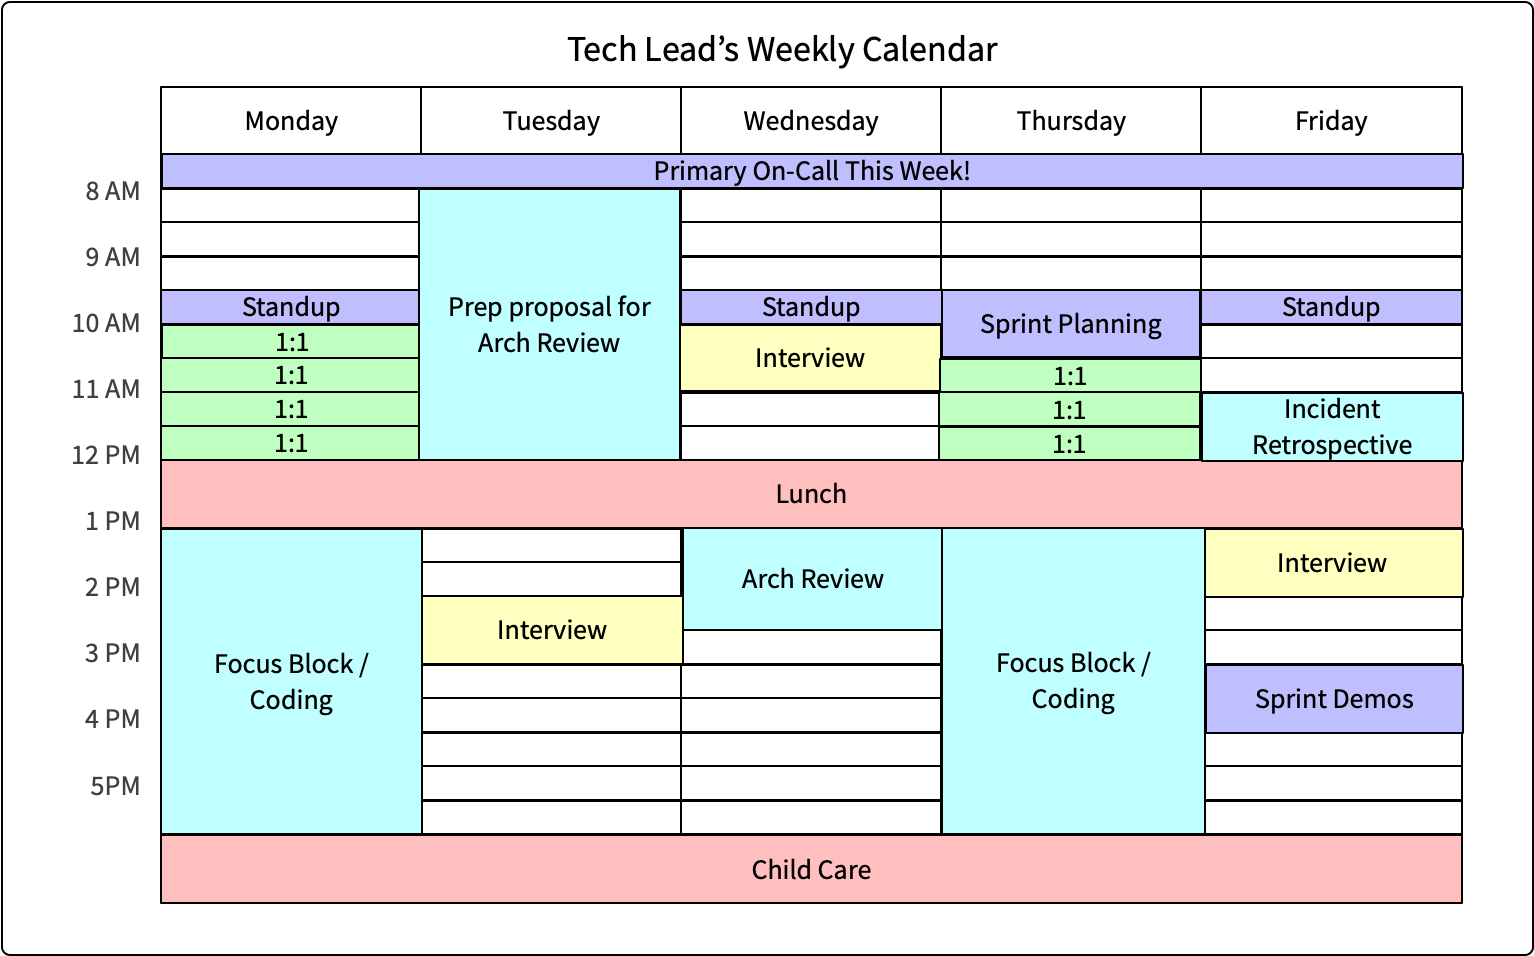 Tech Lead’s Weekly Calendar
Monday
Tuesday
Wednesday
Thursday
Friday
Primary On-Call This Week!
8 AM
9 AM
Standup
Prep proposal for
Arch Review
Standup
Sprint Planning
Standup
10 AM
1:1
Interview
1:1
1:1
11 AM
1:1
1:1
Incident
Retrospective
1:1
1:1
12 PM
Lunch
1 PM
Focus Block /
Coding
Arch Review
Focus Block /
Coding
Interview
2 PM
Interview
3 PM
Sprint Demos
4 PM
5PM
Child Care